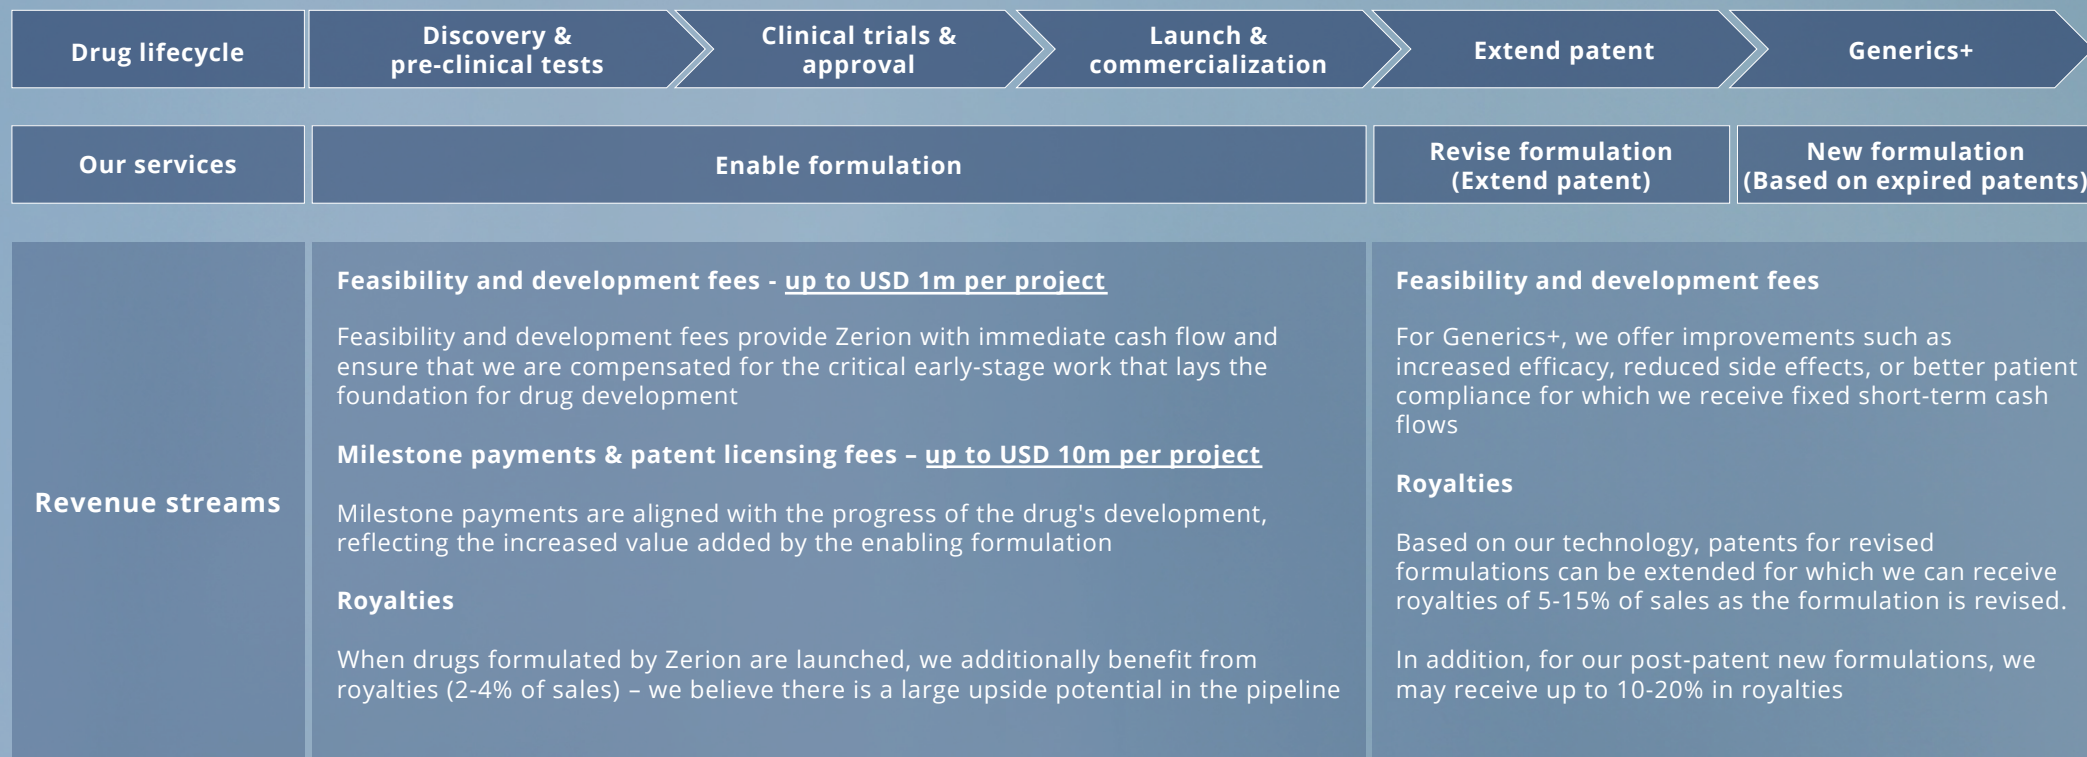 Drug lifecycle
Discovery &
pre-clinical tests
Clinical trials &
approval
Launch &
commercialization
Extend patent
Generics+
Our services
Enable formulation
Revise formulation
(Extend patent)
New formulation
(Based on expired patents)
Revenue streams
Feasibility and development fees - up to USD 1m per project
Feasibility and development fees provide Zerion with immediate cash flow and
ensure that we are compensated for the critical early-stage work that lays the
foundation for drug development
Milestone payments & patent licensing fees – up to USD 10m per project
Milestone payments are aligned with the progress of the drug's development,
reflecting the increased value added by the enabling formulation
Royalties
When drugs formulated by Zerion are launched, we additionally benefit from
royalties (2-4% of sales) – we believe there is a large upside potential in the pipeline
Feasibility and development fees
For Generics+, we offer improvements such as
increased efficacy, reduced side effects, or better patient
compliance for which we receive fixed short-term cash
flows
Royalties
Based on our technology, patents for revised
formulations can be extended for which we can receive
royalties of 5-15% of sales as the formulation is revised.
In addition, for our post-patent new formulations, we
may receive up to 10-20% in royalties